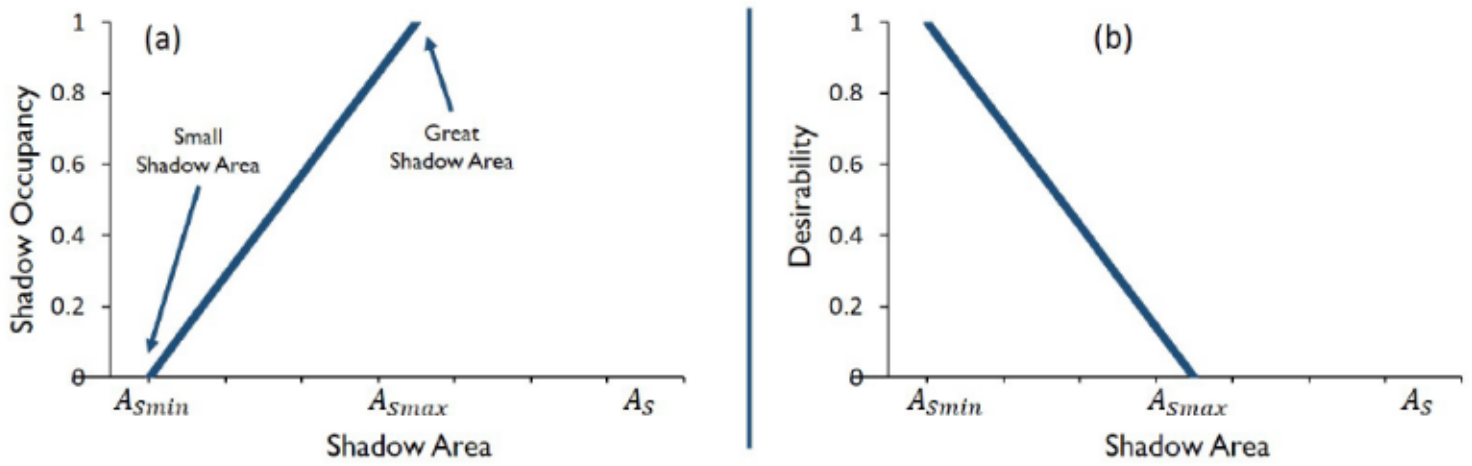 (a)
1
0.8
0.6
0.4
0.2
0
Shadow Occupancy
Small
Shadow Area
Great
Shadow Area
A_Smin
A_Smax
A_S
Shadow Area
(b)
1
0.8
0.6
0.4
0.2
0
Desirability
A_Smin
A_Smax
A_S
Shadow Area